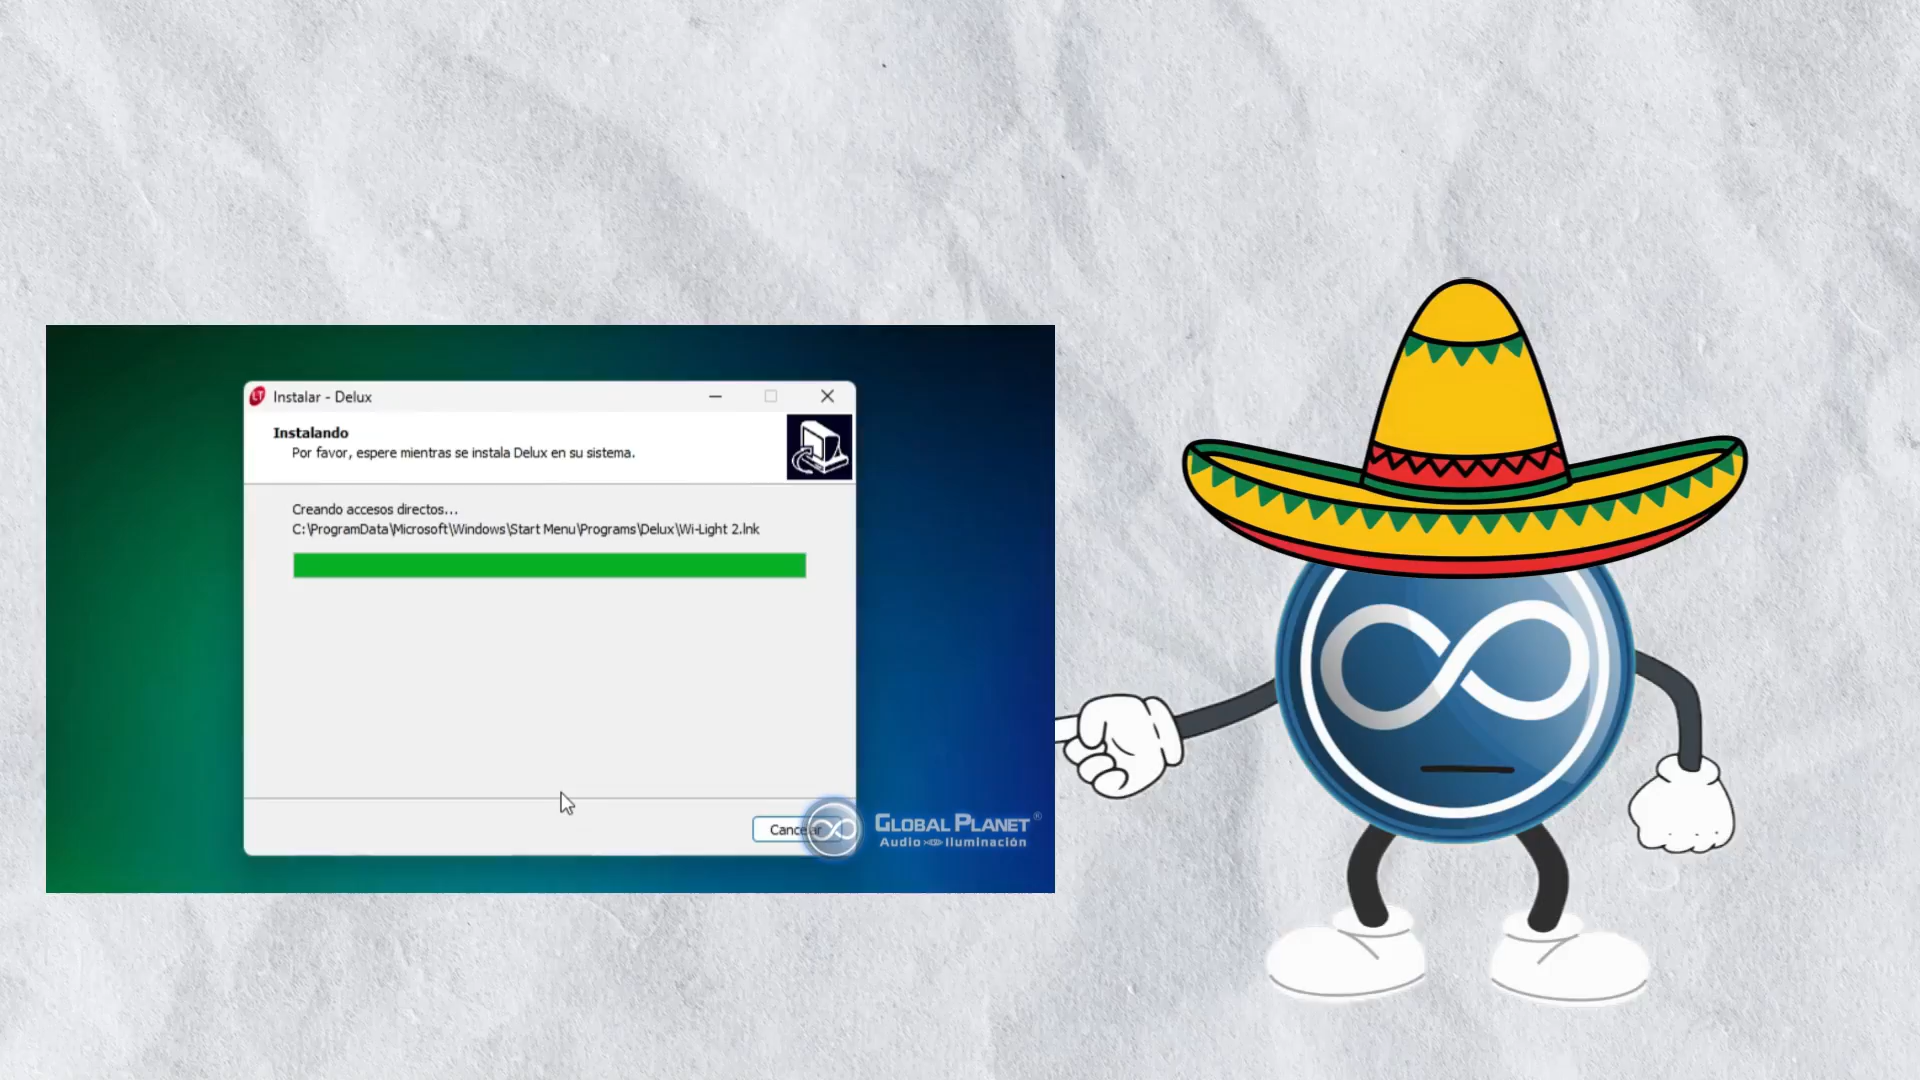 Instalar - Delux
Instalando
Por favor, espere mientras se instala Delux en su sistema.
Creando accesos directos...
C:\ProgramData\Microsoft\Windows\Start Menu\Programs\Delux\Wi-Light 2.lnk
Cancelar
GLOBAL PLANET®
Audio Iluminación